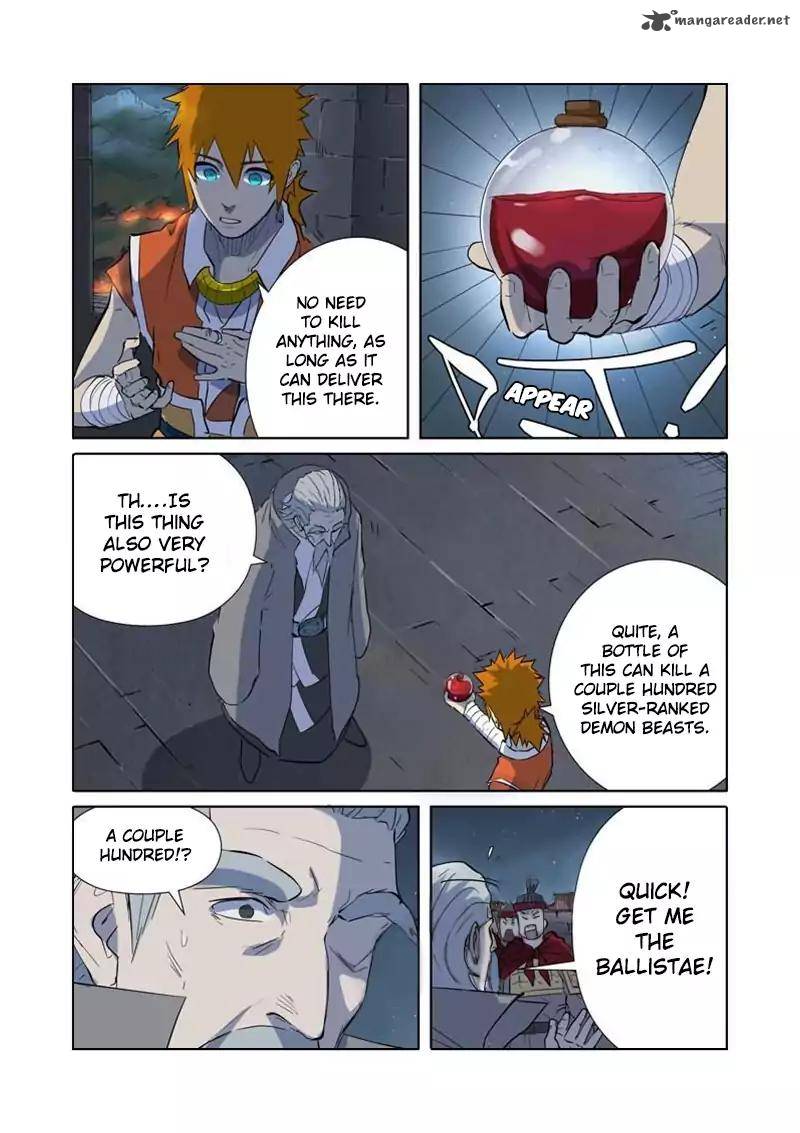 mangareader.net
NO NEED
TO KILL
ANYTHING, AS
LONG AS IT
CAN DELIVER
THIS THERE.
APPEAR
TH....IS
THIS THING
ALSO VERY
POWERFUL?
QUITE, A
BOTTLE OF
THIS CAN KILL A
COUPLE HUNDRED
SILVER-RANKED
DEMON BEASTS.
A COUPLE
HUNDRED!?
QUICK!
GET ME
THE
BALLISTAE!